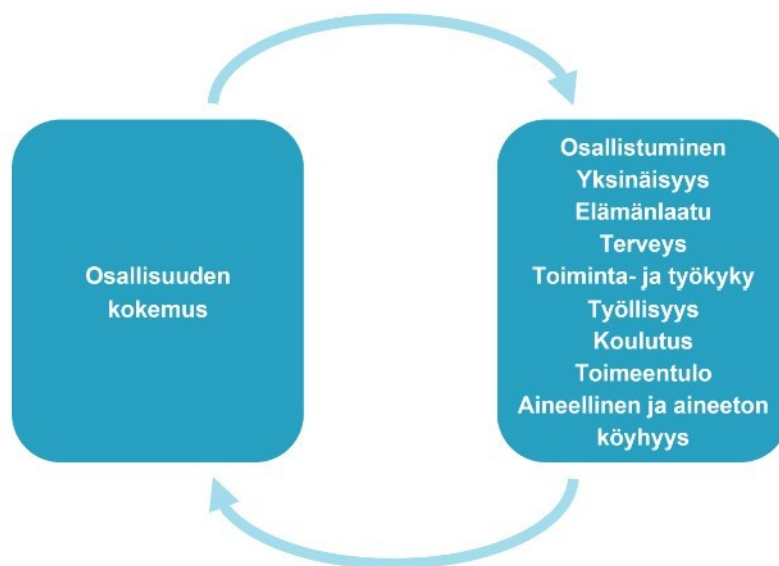 Osallisuuden
kokemus
Osallistuminen
Yksinäisyys
Elämänlaatu
Terveys
Toiminta- ja työkyky
Työllisyys
Koulutus
Toimeentulo
Aineellinen ja aineeton
köyhyys